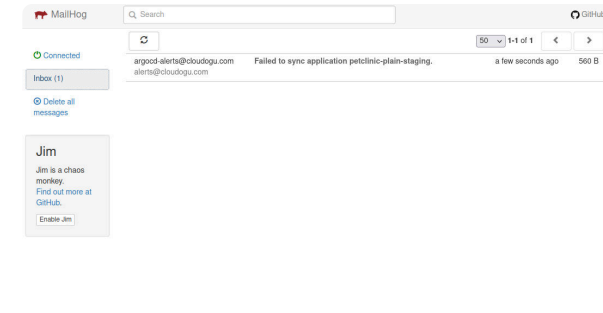 MailHog
Search
GitHub
Connected
50
1-1 of 1
argocd-alerts@cloudogu.com
Failed to sync application petclinic-plain-staging.
a few seconds ago
560 B
alerts@cloudogu.com
Inbox (1)
Delete all
messages
Jim
Jim is a chaos
monkey.
Find out more at
GitHub.
Enable Jim